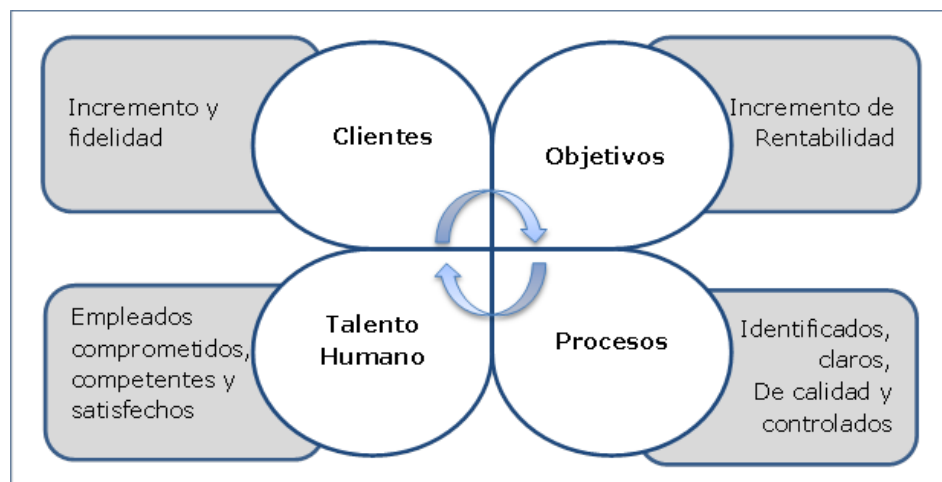 Incremento y
fidelidad
Clientes
Objetivos
Incremento de
Rentabilidad
Empleados
comprometidos,
competentes y
satisfechos
Talento
Humano
Procesos
Identificados,
claros,
De calidad y
controlados